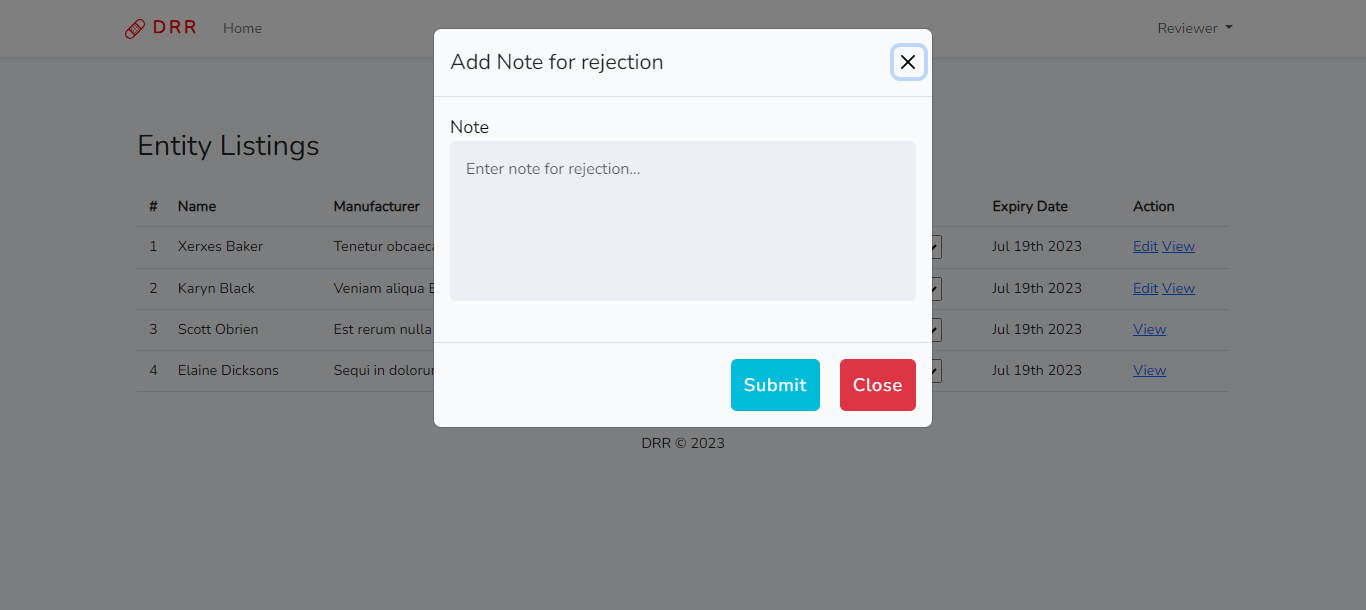 DRR Home Reviewer
Add Note for rejection
Note
Enter note for rejection...
Submit Close
Entity Listings
# Name Manufacturer Expiry Date Action
1 Xerxes Baker Tenetur Jul 19th 2023 Edit View
2 Karyn Black Veniam aliqua Jul 19th 2023 Edit View
3 Scott Obrien Est rerum nulla Jul 19th 2023 View
4 Elaine Dicksons Sequi in Jul 19th 2023 View
DRR © 2023